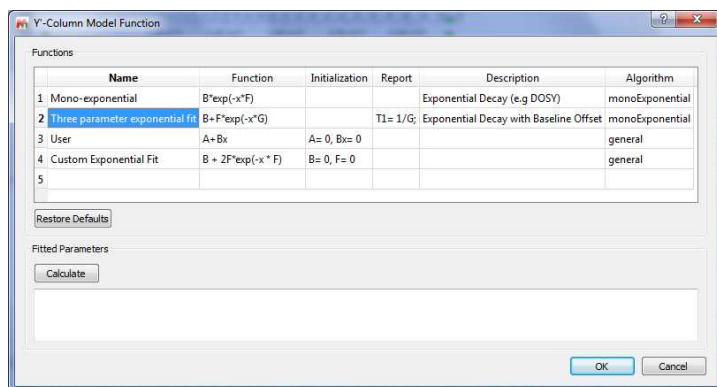 Y'-Column Model Function
Functions
Name Function Initialization Report Description Algorithm
1 Mono-exponential B*exp(-x*F) Exponential Decay (e.g DOSY) monoExponential
2 Three parameter exponential fit B+F*exp(-x*G) T1= 1/G; Exponential Decay with Baseline Offset monoExponential
3 User A+Bx A= 0, Bx= 0 general
4 Custom Exponential Fit B + 2F*exp(-x * F) B= 0, F= 0 general
5
Restore Defaults
Fitted Parameters
Calculate
OK Cancel